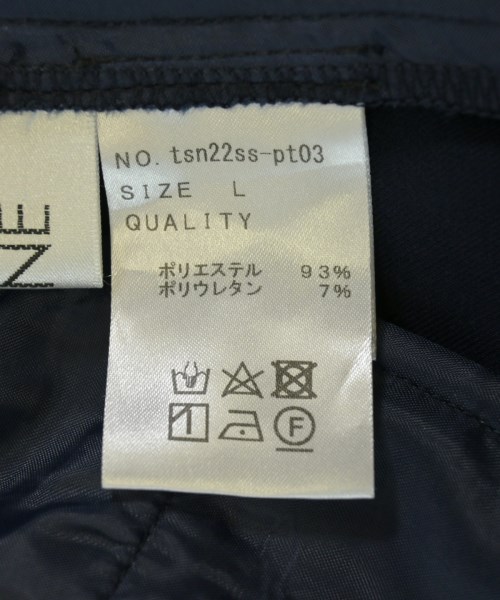 NO. tsn22ss-pt03
SIZE L
QUALITY
ポリエステル 93%
ポリウレタン 7%
F
NE